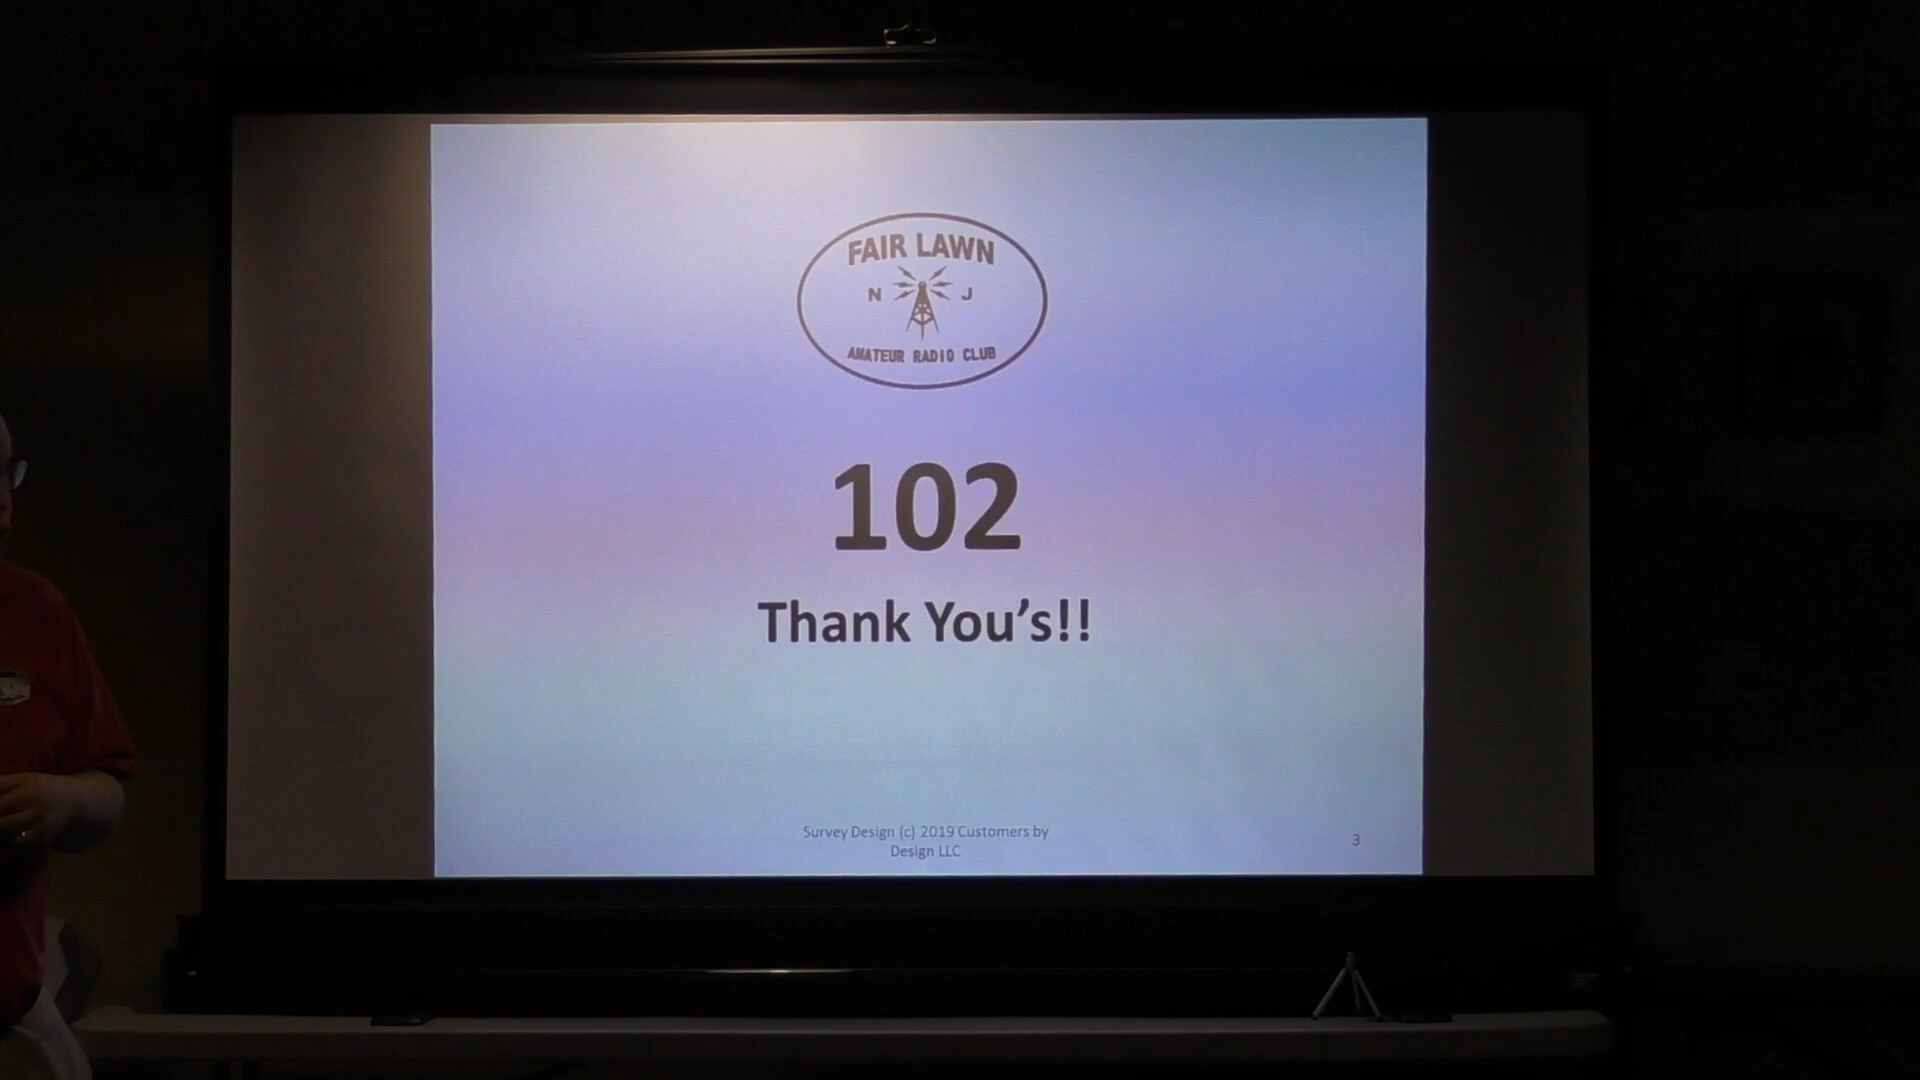 FAIR LAWN
N J
AMATEUR RADIO CLUB
102
Thank You’s!!
Survey Design (c) 2019 Customers by
Design LLC
3